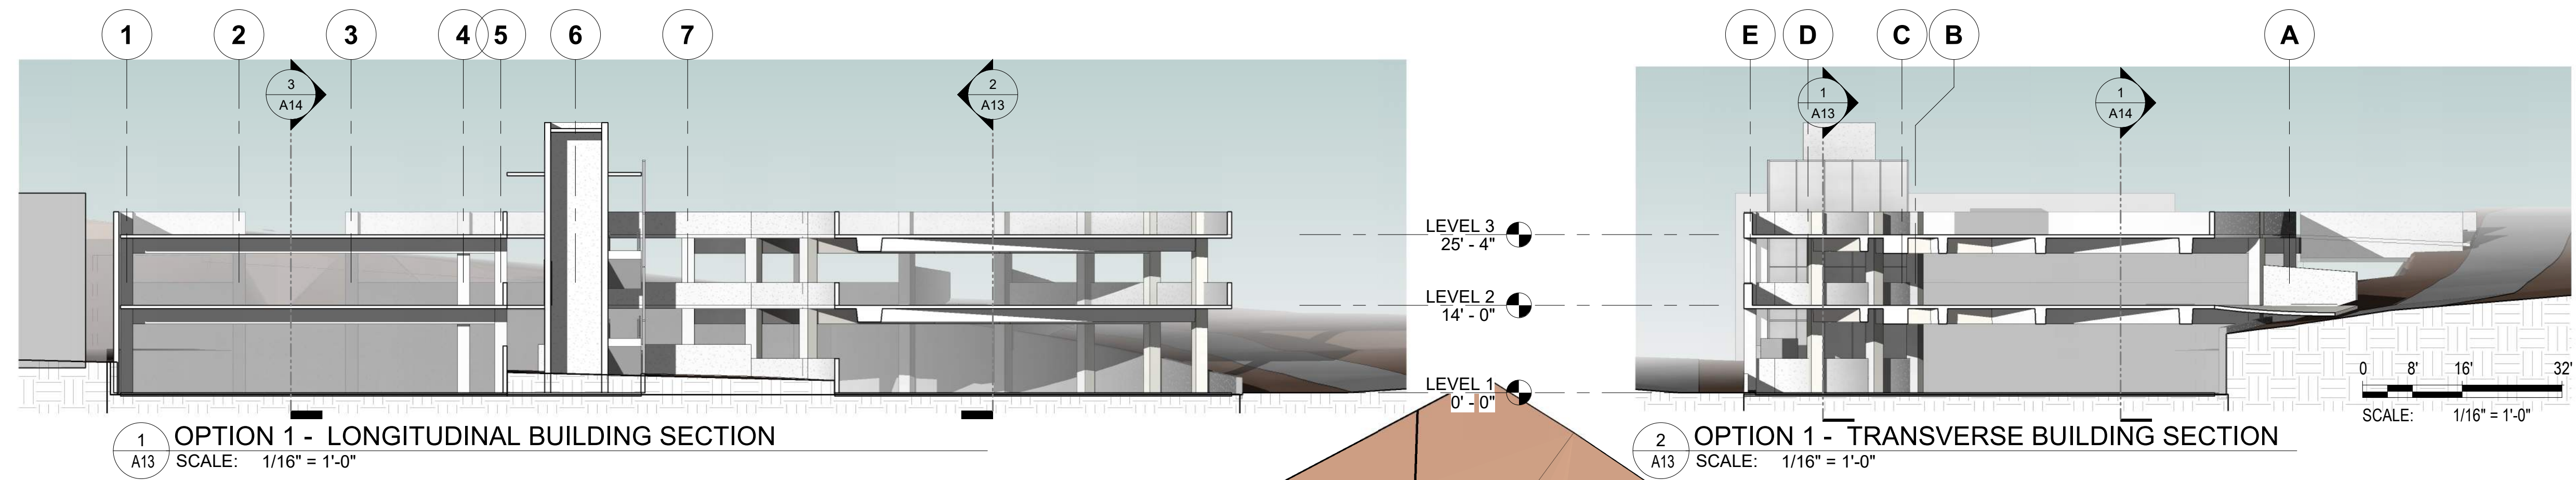 1 2 3 4 5 6 7
E D C B A
3
A14
2
A13
1
A13
1
A14
LEVEL 3
25' - 4"
LEVEL 2
14' - 0"
LEVEL 1
0' - 0"
0 8' 16' 32'
SCALE: 1/16" = 1'-0"
1
A13
OPTION 1 - LONGITUDINAL BUILDING SECTION
SCALE: 1/16" = 1'-0"
2
A13
OPTION 1 - TRANSVERSE BUILDING SECTION
SCALE: 1/16" = 1'-0"